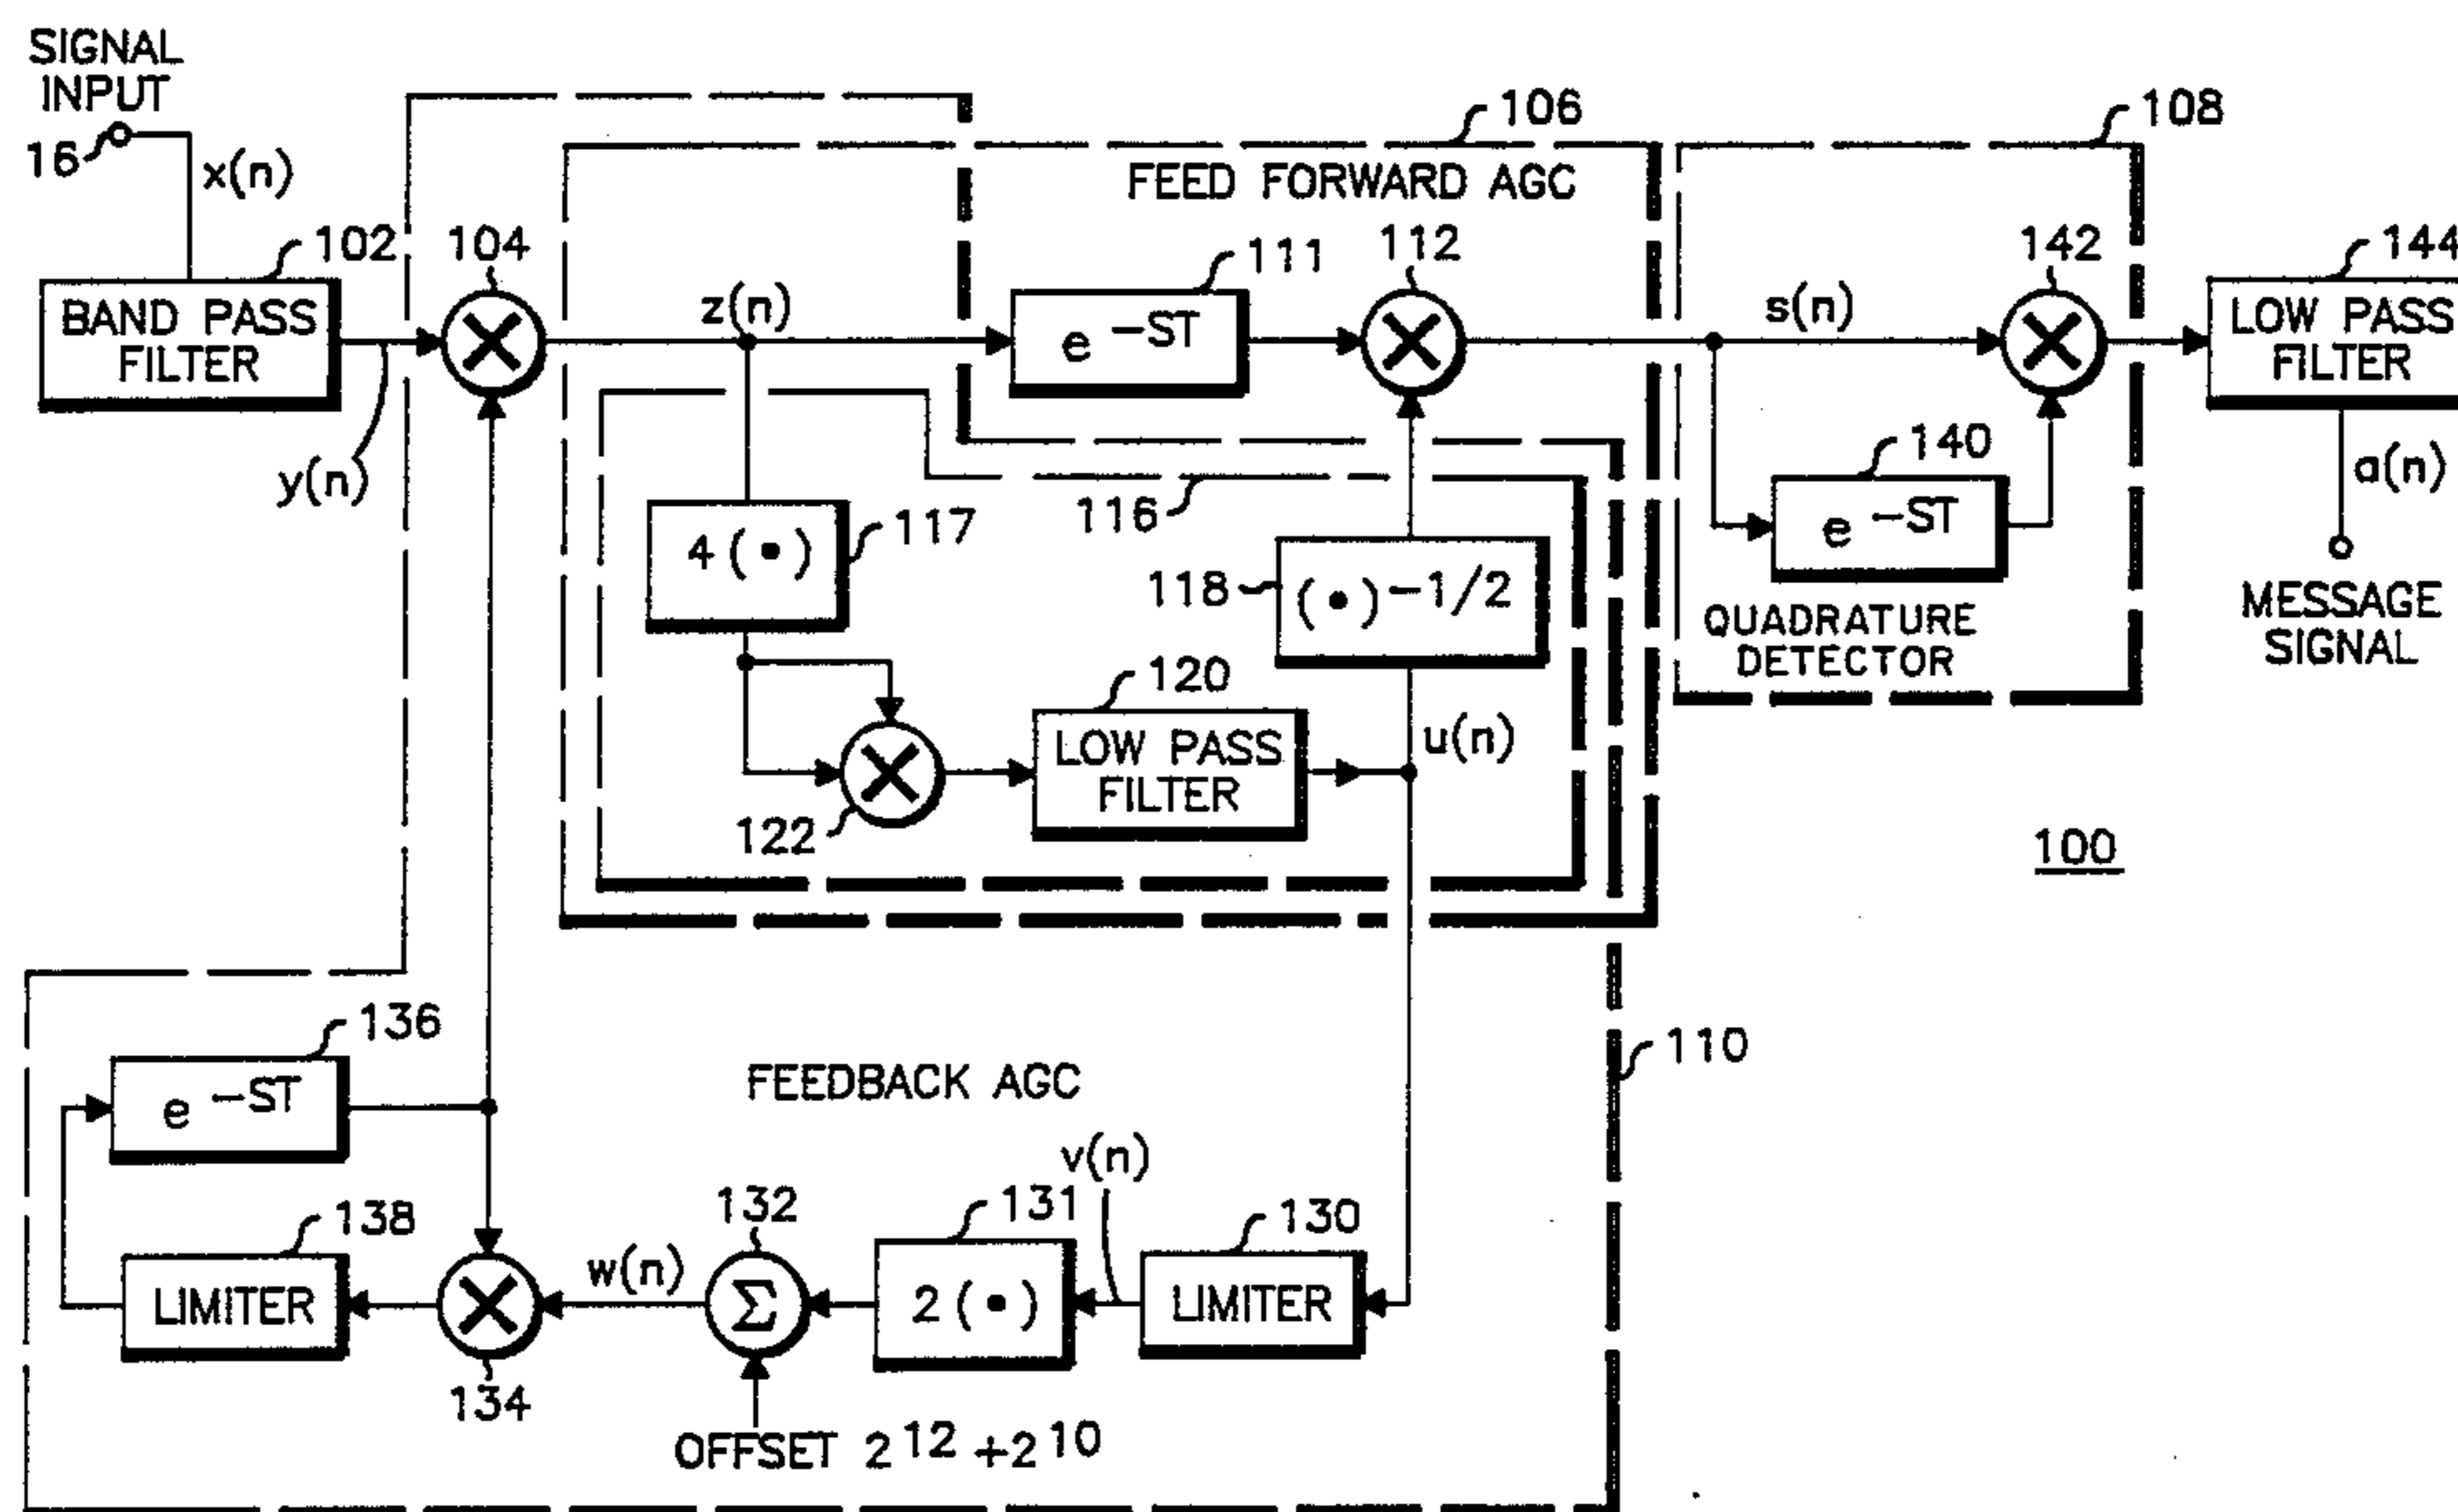 SIGNAL
INPUT
16
x(n)
106
108
FEED FORWARD AGC
102
104
111
112
142
144
BAND PASS
FILTER
z(n)
e -ST
s(n)
LOW PASS
FILTER
y(n)
140
a(n)
116
117
4 (•)
e -ST
118
(•) -1/2
QUADRATURE
DETECTOR
MESSAGE
SIGNAL
120
LOW PASS
FILTER
u(n)
122
100
136
110
e -ST
FEEDBACK AGC
v(n)
138
132
131
130
w(n)
LIMITER
Σ
2 (•)
LIMITER
134
OFFSET 2 12 +2 10